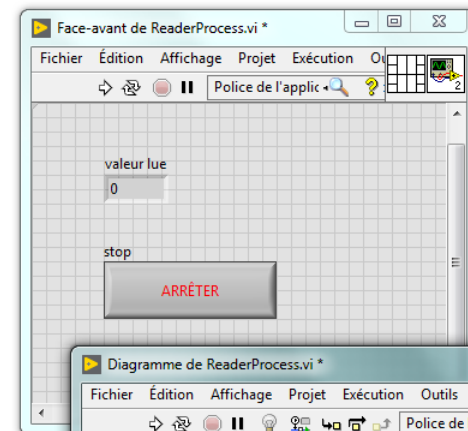 Face-avant de ReaderProcess.vi *
Fichier Édition Affichage Projet Exécution
Police de l'applic
2
valeur lue
0
stop
ARRÊTER
Diagramme de ReaderProcess.vi *
Fichier Édition Affichage Projet Exécution Outils
Police de